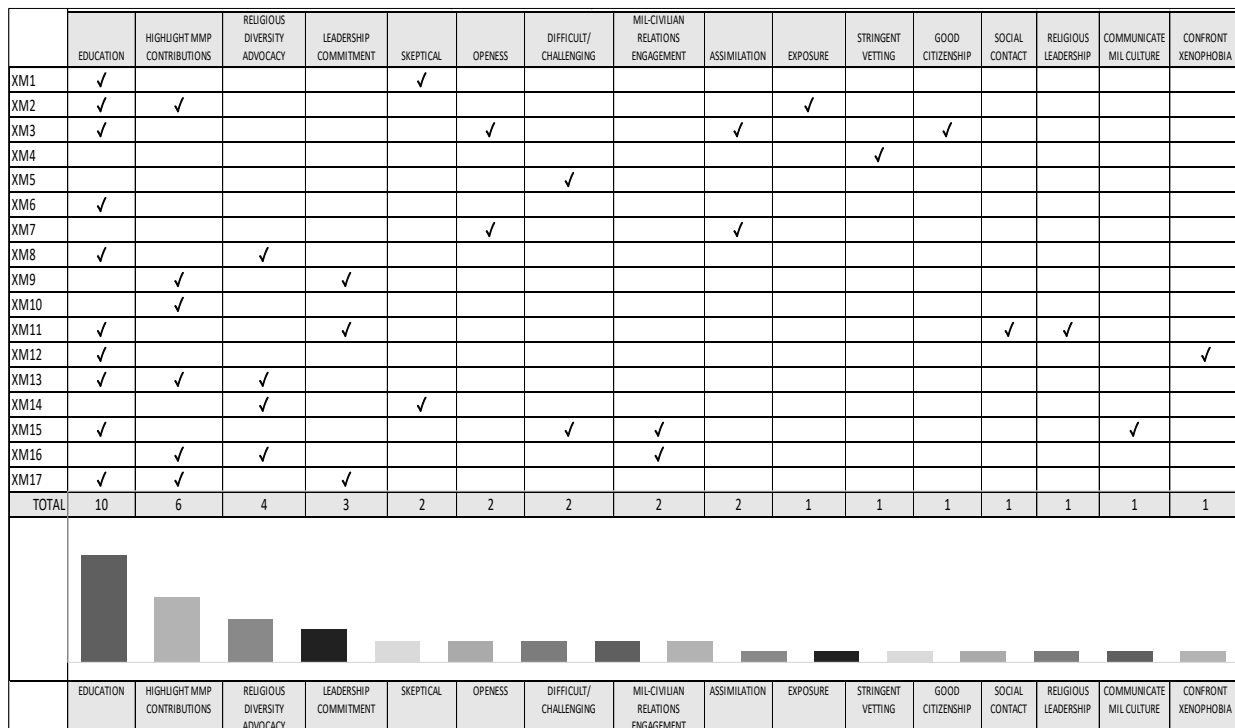 EDUCATION
HIGHLIGHT MMP
CONTRIBUTIONS
RELIGIOUS
DIVERSITY
ADVOCACY
LEADERSHIP
COMMITMENT
SKEPTICAL
OPENESS
DIFFICULT/
CHALLENGING
MIL-CIVILIAN
RELATIONS
ENGAGEMENT
ASSIMILATION
EXPOSURE
STRINGENT
VETTING
GOOD
CITIZENSHIP
SOCIAL
CONTACT
RELIGIOUS
LEADERSHIP
COMMUNICATE
MIL CULTURE
CONFRONT
XENOPHOBIA
XM1 √ √
XM2 √ √ √
XM3 √ √ √ √
XM4 √
XM5 √
XM6 √
XM7 √ √
XM8 √ √
XM9 √ √
XM10 √
XM11 √ √ √ √
XM12 √ √
XM13 √ √ √
XM14 √ √
XM15 √ √ √ √
XM16 √ √ √
XM17 √ √ √
TOTAL 10 6 4 3 2 2 2 2 2 1 1 1 1 1 1 1
EDUCATION
HIGHLIGHT MMP
CONTRIBUTIONS
RELIGIOUS
DIVERSITY
ADVOCACY
LEADERSHIP
COMMITMENT
SKEPTICAL
OPENESS
DIFFICULT/
CHALLENGING
MIL-CIVILIAN
RELATIONS
ENGAGEMENT
ASSIMILATION
EXPOSURE
STRINGENT
VETTING
GOOD
CITIZENSHIP
SOCIAL
CONTACT
RELIGIOUS
LEADERSHIP
COMMUNICATE
MIL CULTURE
CONFRONT
XENOPHOBIA